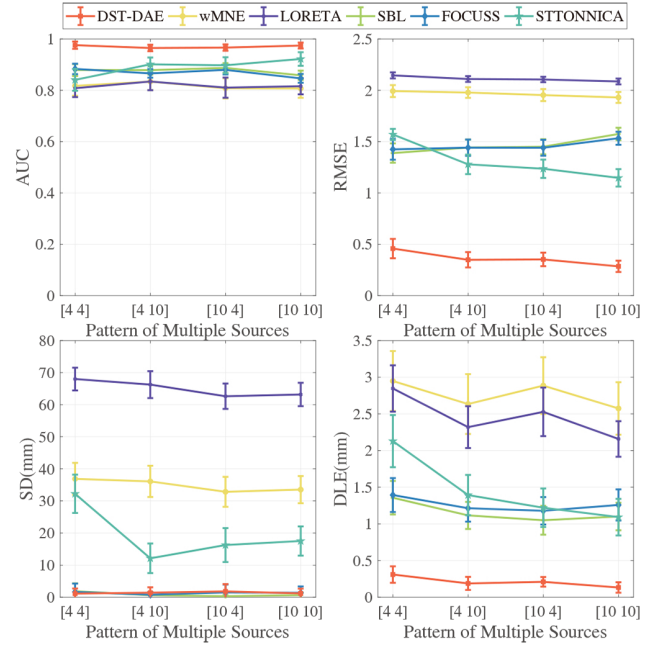 DST-DAE wMNE LORETA SBL FOCUSS STTONNICA
1
0.8
0.6
0.4
0.2
0
AUC
[4 4] [4 10] [10 4] [10 10]
Pattern of Multiple Sources
2.5
2
1.5
1
0.5
0
RMSE
[4 4] [4 10] [10 4] [10 10]
Pattern of Multiple Sources
80
70
60
50
40
30
20
10
0
SD(mm)
[4 4] [4 10] [10 4] [10 10]
Pattern of Multiple Sources
3.5
3
2.5
2
1.5
1
0.5
0
DLE(mm)
[4 4] [4 10] [10 4] [10 10]
Pattern of Multiple Sources